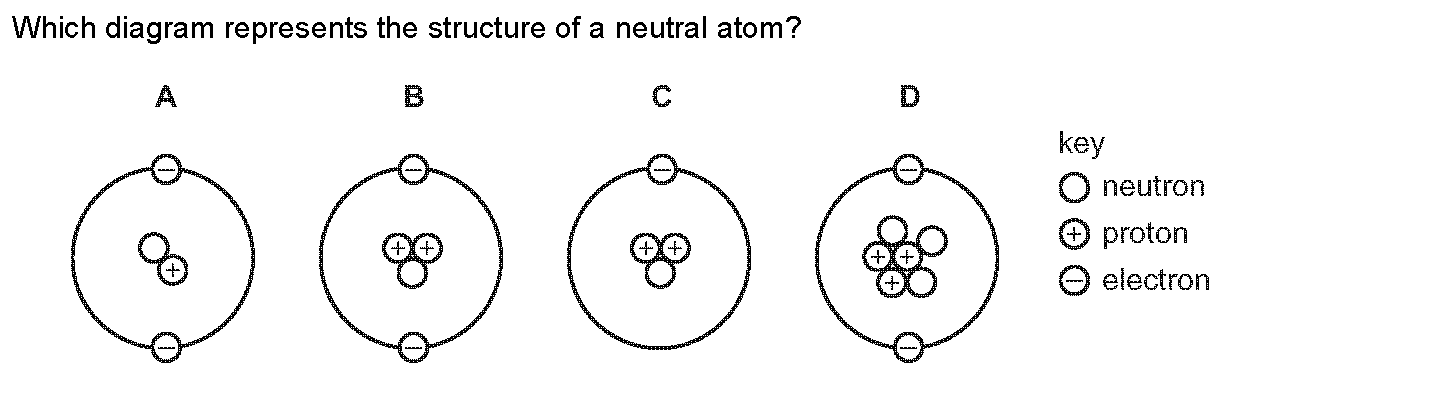 Which diagram represents the structure of a neutral atom?
A B C D
key
neutron
+ proton
− electron